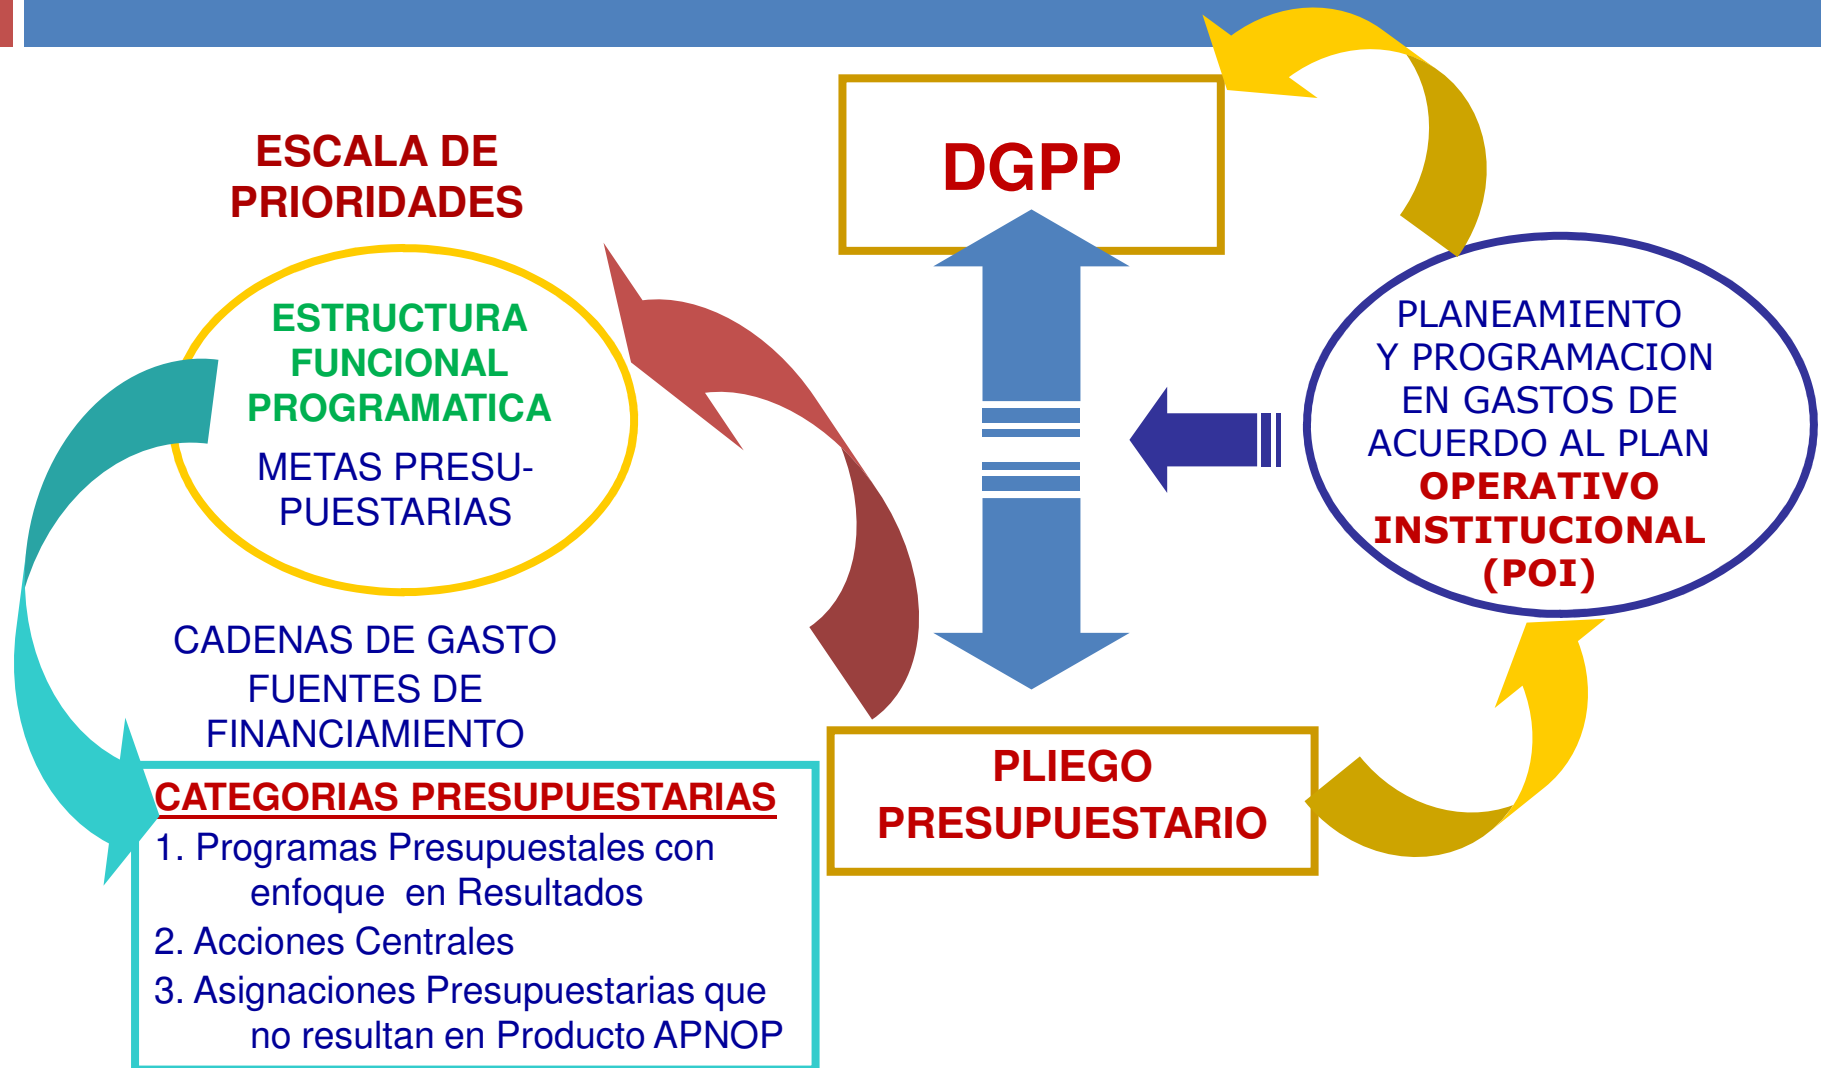 ESCALA DE
PRIORIDADES
ESTRUCTURA
FUNCIONAL
PROGRAMATICA
METAS PRESU-
PUESTARIAS
CADENAS DE GASTO
FUENTES DE
FINANCIAMIENTO
CATEGORIAS PRESUPUESTARIAS
1. Programas Presupuestales con
enfoque en Resultados
2. Acciones Centrales
3. Asignaciones Presupuestarias que
no resultan en Producto APNOP
DGPP
PLIEGO
PRESUPUESTARIO
PLANEAMIENTO
Y PROGRAMACION
EN GASTOS DE
ACUERDO AL PLAN
OPERATIVO
INSTITUCIONAL
(POI)